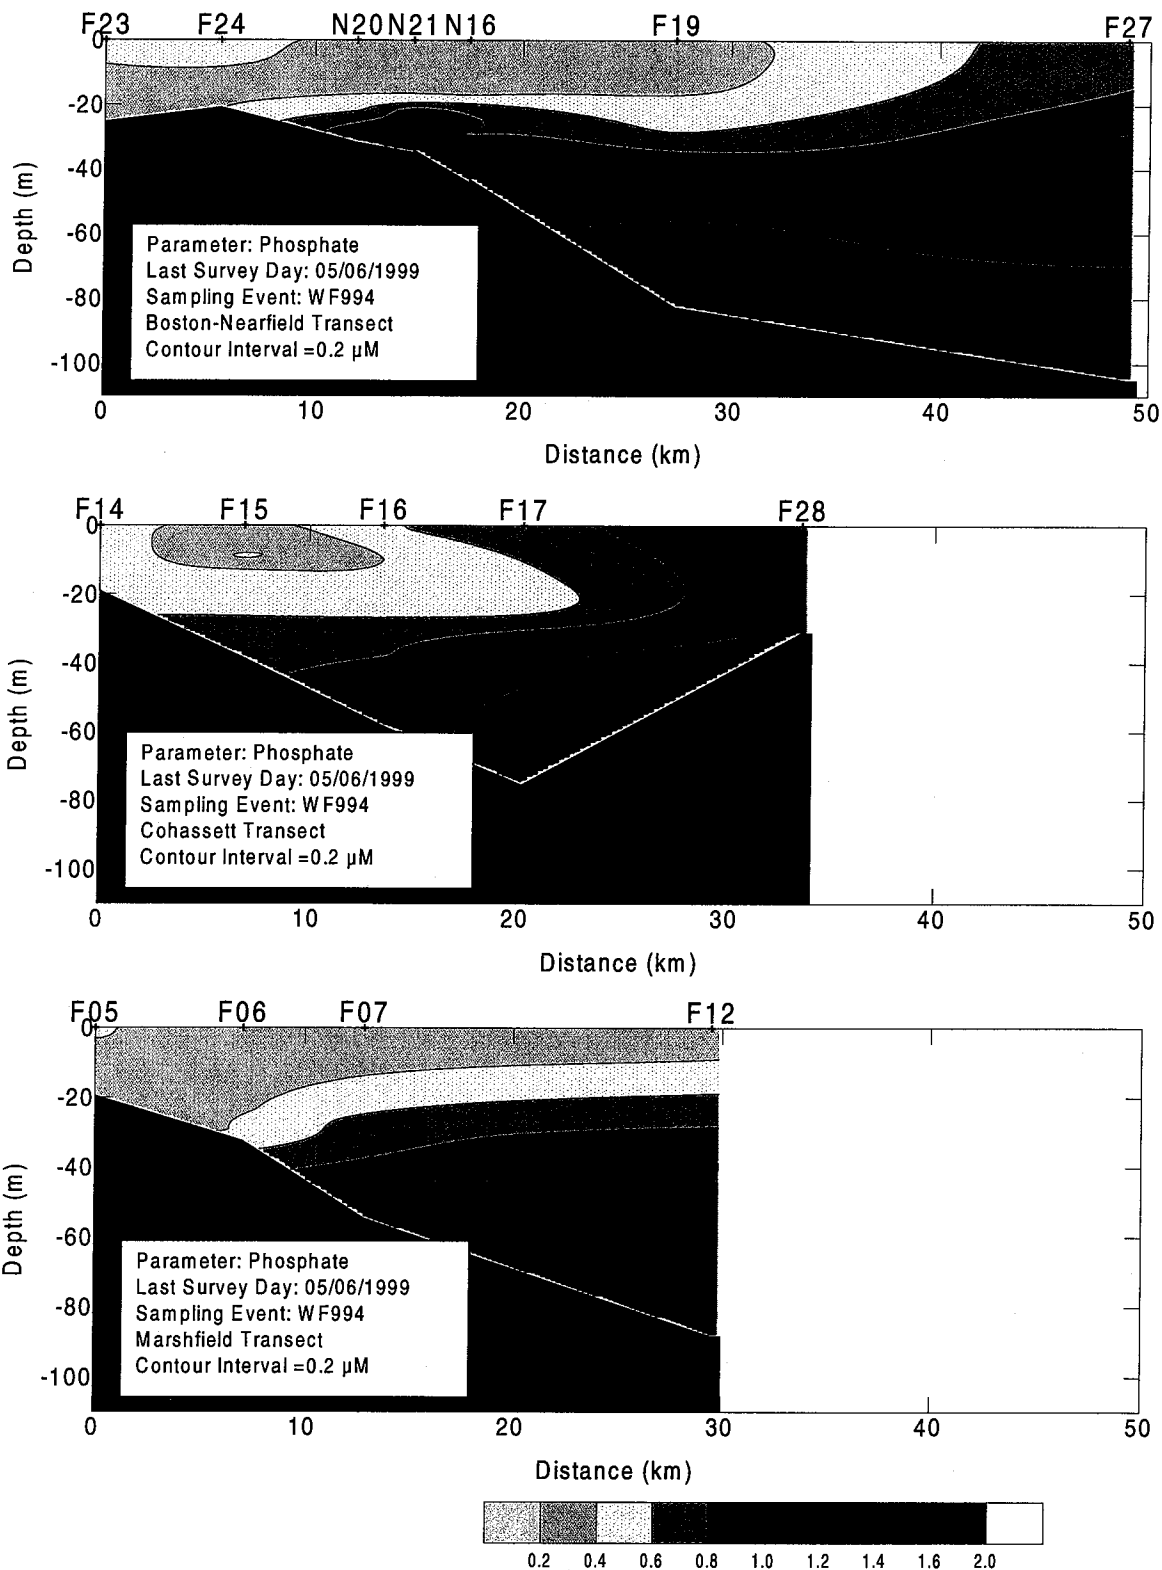 F23 F24 N20 N21 N16 F19 F27
0
-20
-40
-60
-80
-100
Depth (m)
Parameter: Phosphate
Last Survey Day: 05/06/1999
Sampling Event: WF994
Boston-Nearfield Transect
Contour Interval =0.2 µM
0 10 20 30 40 50
Distance (km)
F14 F15 F16 F17 F28
0
-20
-40
-60
-80
-100
Depth (m)
Parameter: Phosphate
Last Survey Day: 05/06/1999
Sampling Event: WF994
Cohassett Transect
Contour Interval =0.2 µM
0 10 20 30 40 50
Distance (km)
F05 F06 F07 F12
0
-20
-40
-60
-80
-100
Depth (m)
Parameter: Phosphate
Last Survey Day: 05/06/1999
Sampling Event: WF994
Marshfield Transect
Contour Interval =0.2 µM
0 10 20 30 40 50
Distance (km)
0.2 0.4 0.6 0.8 1.0 1.2 1.4 1.6 2.0